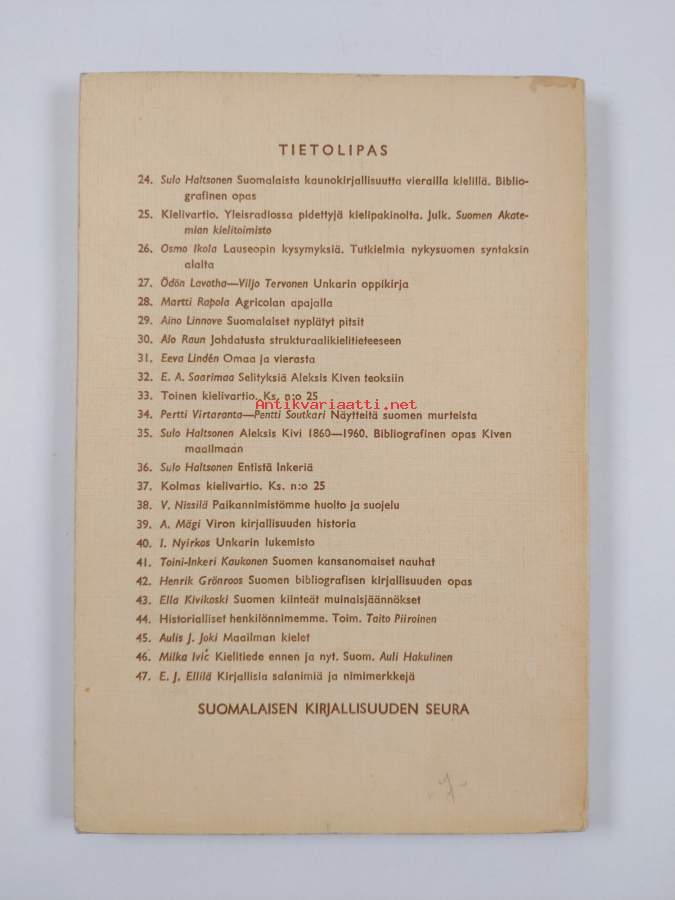 TIETOLIPAS
24. Sulo Haltsonen Suomalaista kaunokirjallisuutta vierailla kielillä. Biblio-
grafinen opas
25. Kielivartio. Yleisradiossa pidettyjä kielipakinoita. Julk. Suomen Akate-
mian kielitoimisto
26. Osmo Ikola Lauseopin kysymyksiä. Tutkielmia nykysuomen syntaksin
alalta
27. Ödön Lavotha—Viljo Tervonen Unkarin oppikirja
28. Martti Rapola Agricolan apajalla
29. Aino Linnove Suomalaiset nyplätyt pitsit
30. Alo Raun Johdatusta strukturaalikielitieteeseen
31. Eeva Lindén Omaa ja vierasta
32. E. A. Saarimaa Selityksiä Aleksis Kiven teoksiin
33. Toinen kielivartio. Ks. n:o 25
Antikvariaatti.net
34. Pertti Virtaranta—Pentti Soutkari Näytteitä suomen murteista
35. Sulo Haltsonen Aleksis Kivi 1860—1960. Bibliografinen opas Kiven
maailmaan
36. Sulo Haltsonen Entistä Inkeriä
37. Kolmas kielivartio. Ks. n:o 25
38. V. Nissilä Paikannimistömme huolto ja suojelu
39. A. Mägi Viron kirjallisuuden historia
40. I. Nyirkos Unkarin lukemisto
41. Toini-Inkeri Kaukonen Suomen kansanomaiset nauhat
42. Henrik Grönroos Suomen bibliografisen kirjallisuuden opas
43. Ella Kivikoski Suomen kiinteät muinaisjäännökset
44. Historialliset henkilönnimemme. Toim. Taito Piiroinen
45. Aulis J. Joki Maailman kielet
46. Milka Ivić Kielitiede ennen ja nyt. Suom. Auli Hakulinen
47. E. J. Ellilä Kirjallisia salanimiä ja nimimerkkejä
SUOMALAISEN KIRJALLISUUDEN SEURA